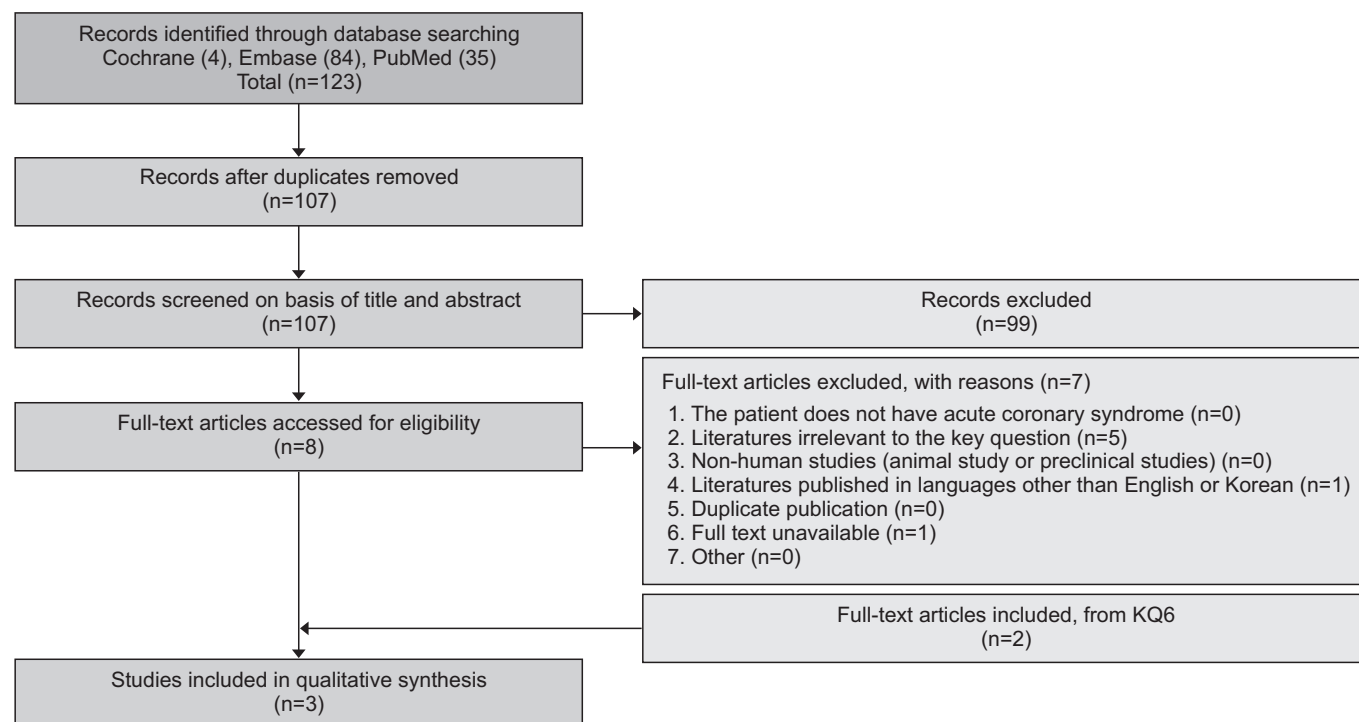 Records identified through database searching
Cochrane (4), Embase (84), PubMed (35)
Total (n=123)
Records after duplicates removed
(n=107)
Records screened on basis of title and abstract
(n=107)
Records excluded
(n=99)
Full-text articles accessed for eligibility
(n=8)
Full-text articles excluded, with reasons (n=7)
1. The patient does not have acute coronary syndrome (n=0)
2. Literatures irrelevant to the key question (n=5)
3. Non-human studies (animal study or preclinical studies) (n=0)
4. Literatures published in languages other than English or Korean (n=1)
5. Duplicate publication (n=0)
6. Full text unavailable (n=1)
7. Other (n=0)
Full-text articles included, from KQ6
(n=2)
Studies included in qualitative synthesis
(n=3)